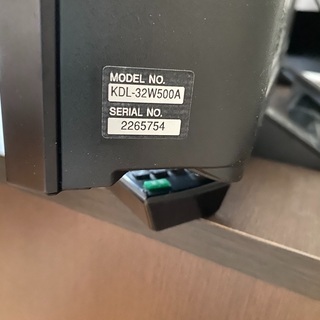 MODEL NO.
KDL-32W500A
SERIAL NO.
2265754